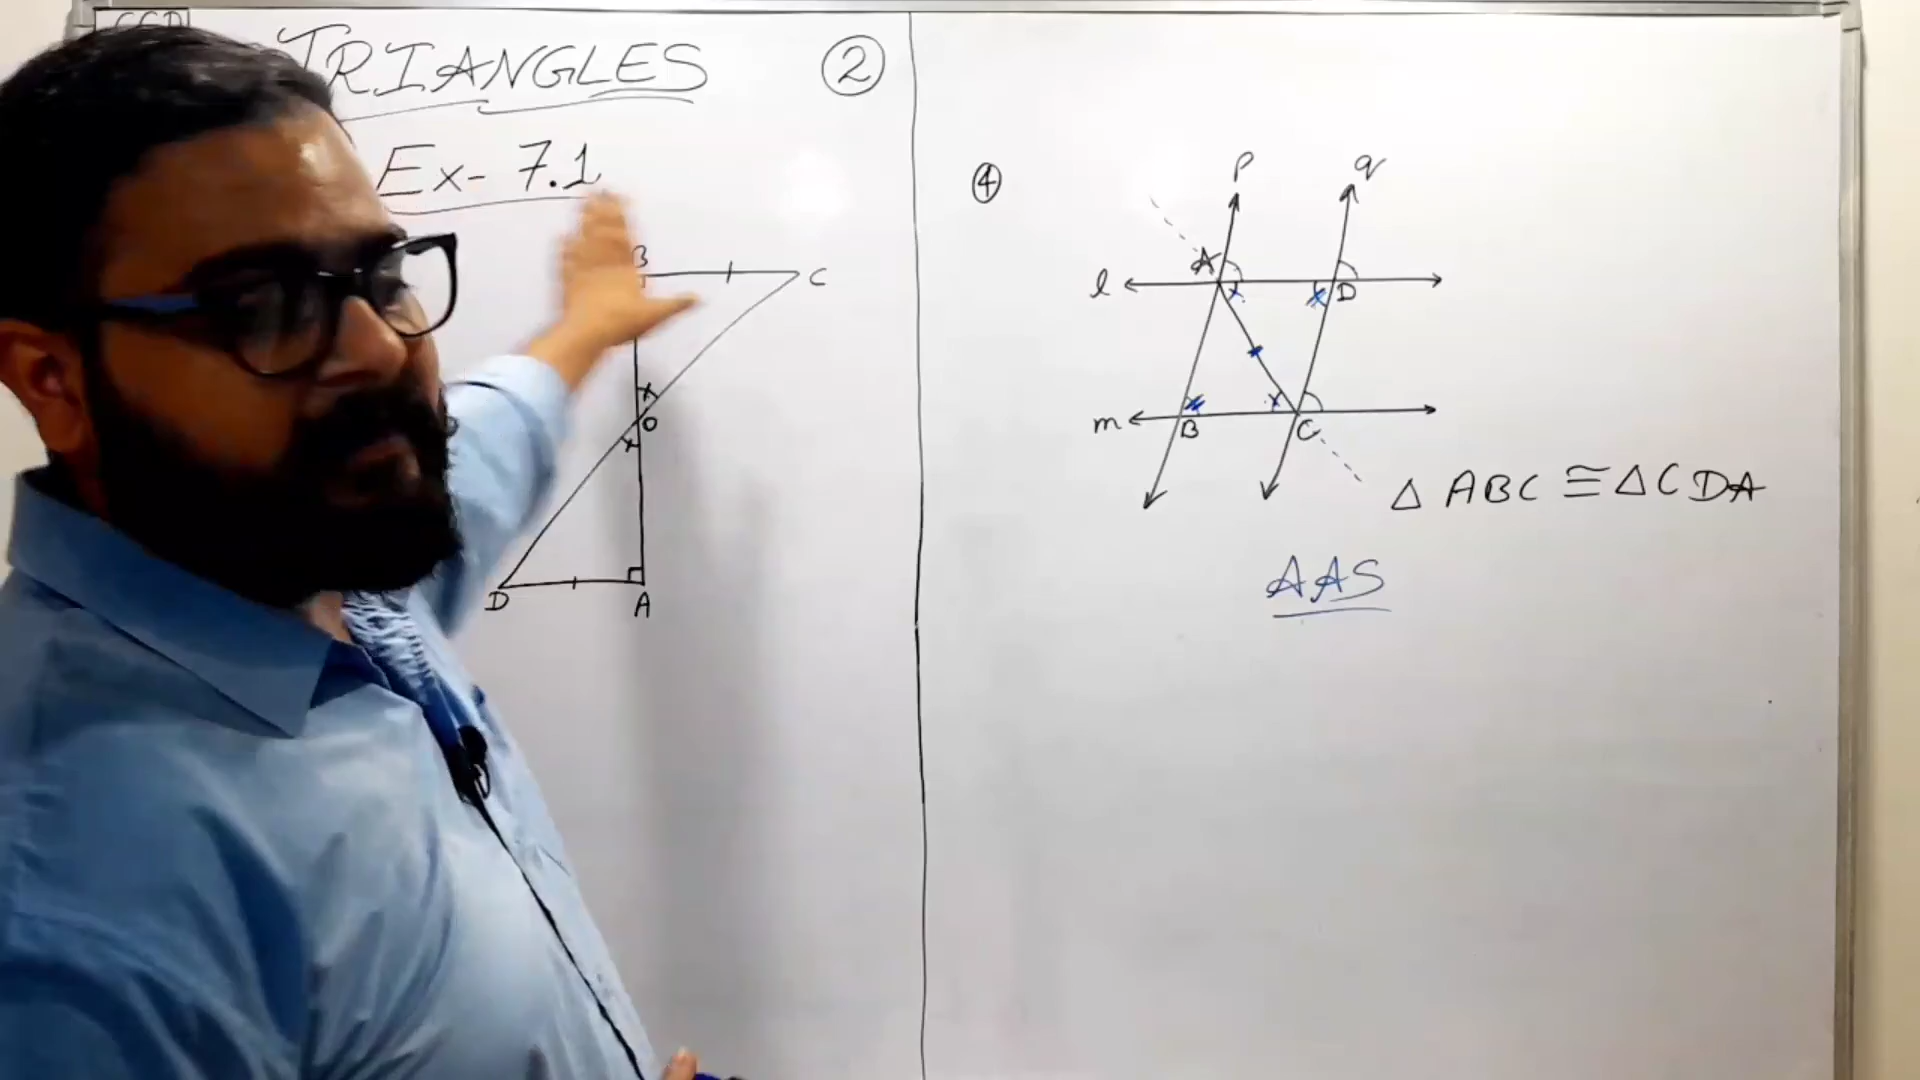 TRIANGLES
②
Ex- 7.1
B
C
O
D
A
④
p
q
A
l
D
m
B
C
△ ABC ≅ △ CDA
AAS